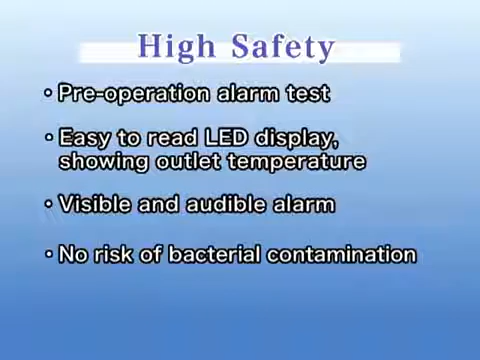 High Safety
・Pre-operation alarm test
・Easy to read LED display,
showing outlet temperature
・Visible and audible alarm
・No risk of bacterial contamination